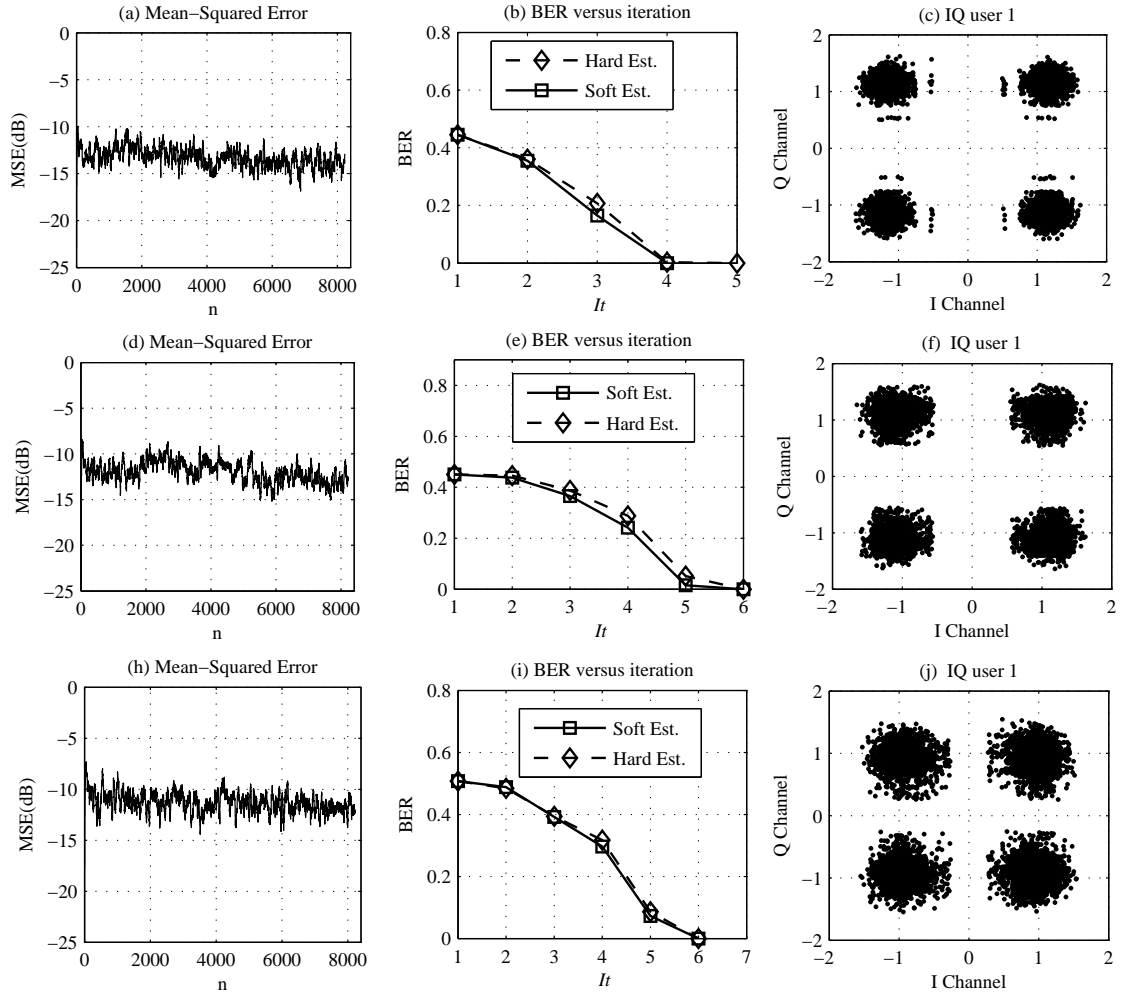 (a) Mean−Squared Error
0
−5
−10
−15
−20
−25
MSE(dB)
0 2000 4000 6000 8000
n
(b) BER versus iteration
0.8
0.6
0.4
0.2
0
BER
Hard Est.
Soft Est.
1 2 3 4 5
It
(c) IQ user 1
2
1
0
−1
−2
Q Channel
−2 −1 0 1 2
I Channel
(d) Mean−Squared Error
0
−5
−10
−15
−20
−25
MSE(dB)
0 2000 4000 6000 8000
n
(e) BER versus iteration
0.8
0.6
0.4
0.2
0
BER
Soft Est.
Hard Est.
1 2 3 4 5 6
It
(f) IQ user 1
2
1
0
−1
−2
Q Channel
−2 −1 0 1 2
I Channel
(h) Mean−Squared Error
0
−5
−10
−15
−20
−25
MSE(dB)
0 2000 4000 6000 8000
n
(i) BER versus iteration
0.8
0.6
0.4
0.2
0
BER
Soft Est.
Hard Est.
1 2 3 4 5 6 7
It
(j) IQ user 1
2
1
0
−1
−2
Q Channel
−2 −1 0 1 2
I Channel